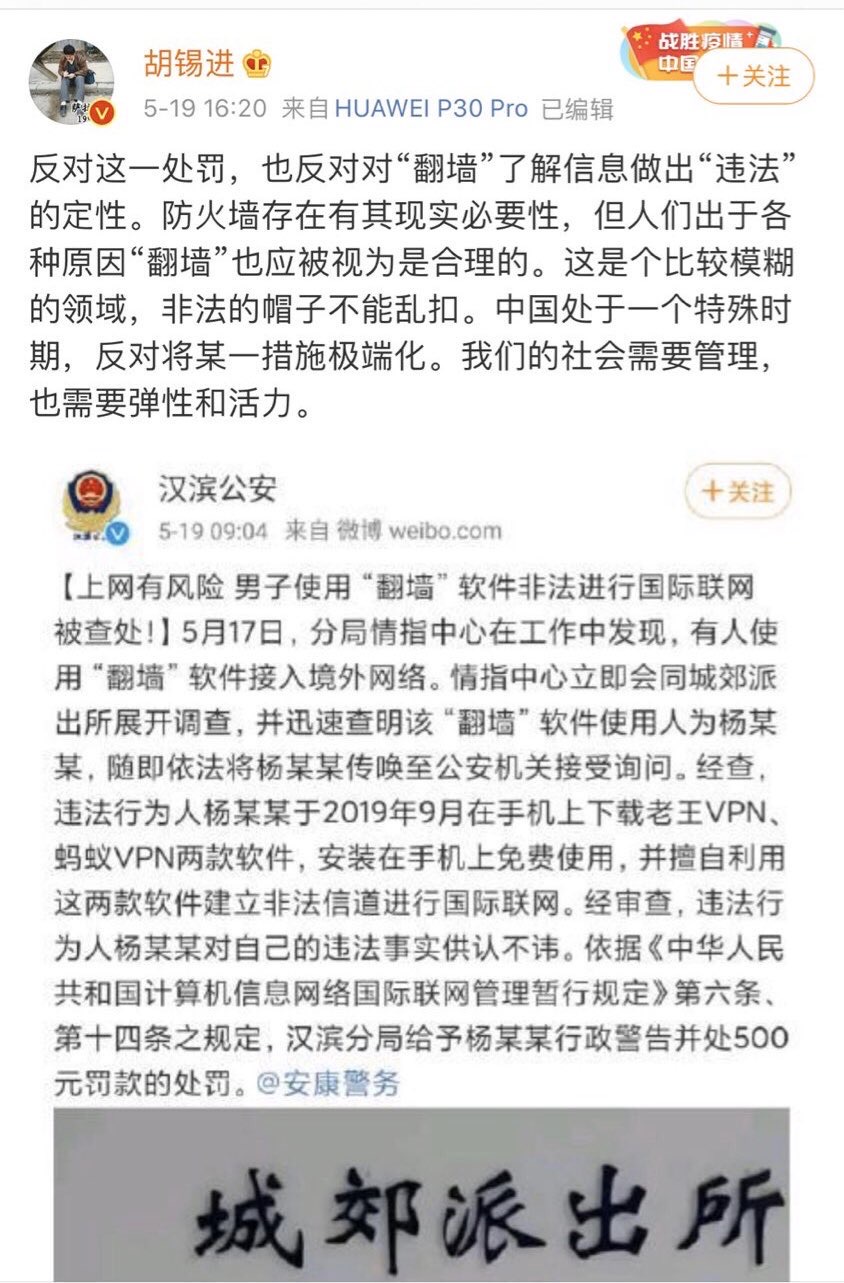 胡锡进
战胜疫情
中国
+关注
5-19 16:20 来自 HUAWEI P30 Pro 已编辑
反对这一处罚，也反对对“翻墙”了解信息做出“违法”
的定性。防火墙存在有其现实必要性，但人们出于各
种原因“翻墙”也应被视为是合理的。这是个比较模糊
的领域，非法的帽子不能乱扣。中国处于一个特殊时
期，反对将某一措施极端化。我们的社会需要管理，
也需要弹性和活力。
汉滨公安
+关注
5-19 09:04 来自 微博 weibo.com
【上网有风险 男子使用 “翻墙” 软件非法进行国际联网
被查处!】5月17日，分局情指中心在工作中发现，有人使
用 “翻墙” 软件接入境外网络。情指中心立即会同城郊派
出所展开调查，并迅速查明该 “翻墙” 软件使用人为杨某
某，随即依法将杨某某传唤至公安机关接受询问。经查，
违法行为人杨某某于2019年9月在手机上下载老王VPN、
蚂蚁VPN两款软件，安装在手机上免费使用，并擅自利用
这两款软件建立非法信道进行国际联网。经审查，违法行
为人杨某某对自己的违法事实供认不讳。依据《中华人民
共和国计算机信息网络国际联网管理暂行规定》第六条、
第十四条之规定，汉滨分局给予杨某某行政警告并处500
元罚款的处罚。@安康警务
城郊派出所